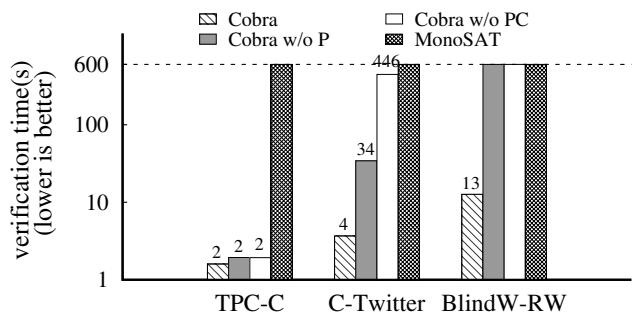 Cobra
Cobra w/o P
Cobra w/o PC
MonoSAT
verification time(s)
(lower is better)
600
100
10
1
2 2 2
4 34 446
13
TPC-C C-Twitter BlindW-RW